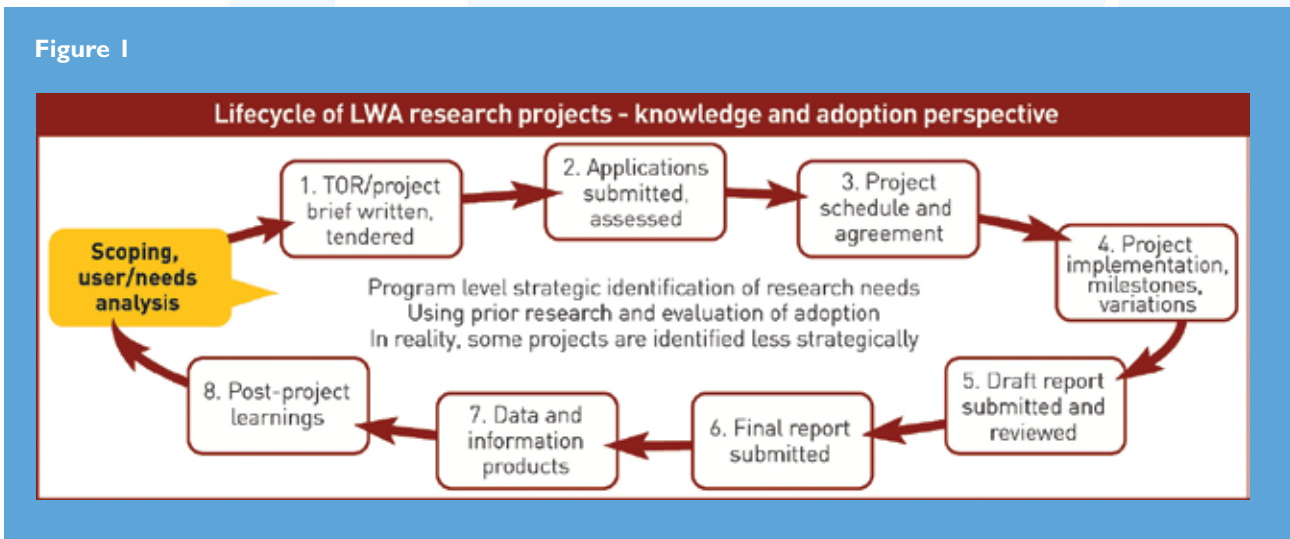 Figure 1
Lifecycle of LWA research projects - knowledge and adoption perspective
Scoping,
user/needs
analysis
1. TOR/project
brief written,
tendered
2. Applications
submitted,
assessed
3. Project
schedule and
agreement
4. Project
implementation,
milestones,
variations
Program level strategic identification of research needs
Using prior research and evaluation of adoption
In reality, some projects are identified less strategically
5. Draft report
submitted and
reviewed
6. Final report
submitted
7. Data and
information
products
8. Post-project
learnings